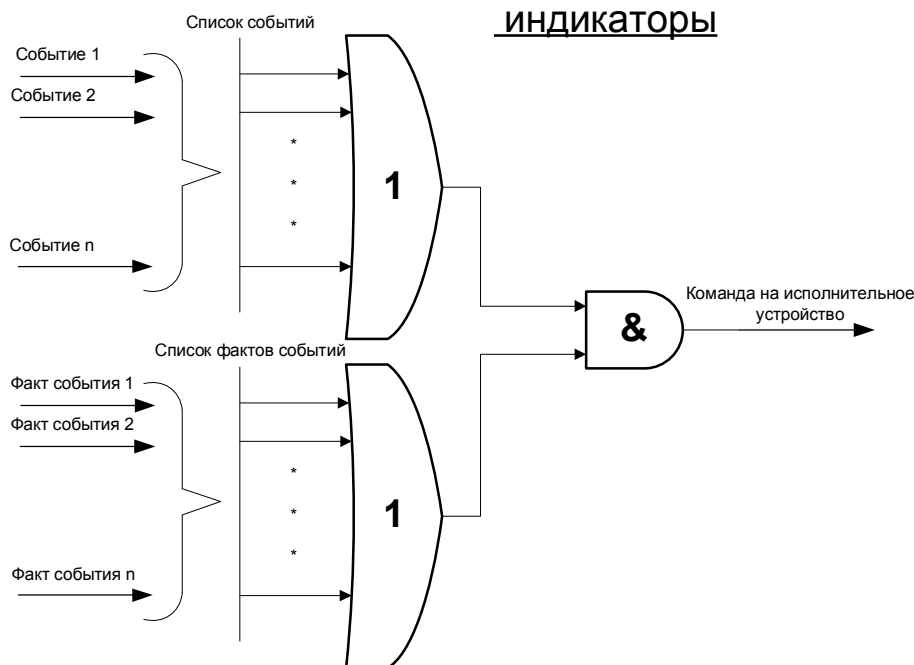 индикаторы
Список событий
Событие 1
Событие 2
*
*
*
Событие n
1
Список фактов событий
Факт события 1
Факт события 2
*
*
*
Факт события n
1
&
Команда на исполнительное
устройство